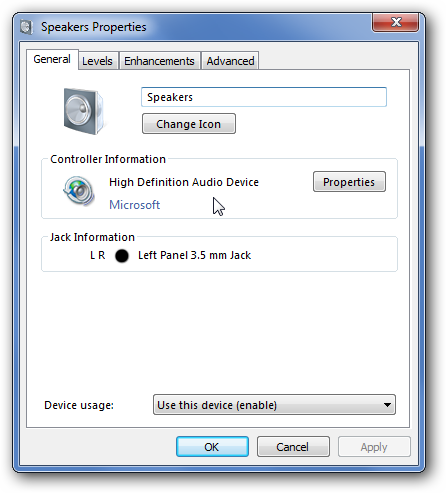 Speakers Properties
General Levels Enhancements Advanced
Speakers
Change Icon
Controller Information
High Definition Audio Device Properties
Microsoft
Jack Information
L R Left Panel 3.5 mm Jack
Device usage: Use this device (enable)
OK Cancel Apply